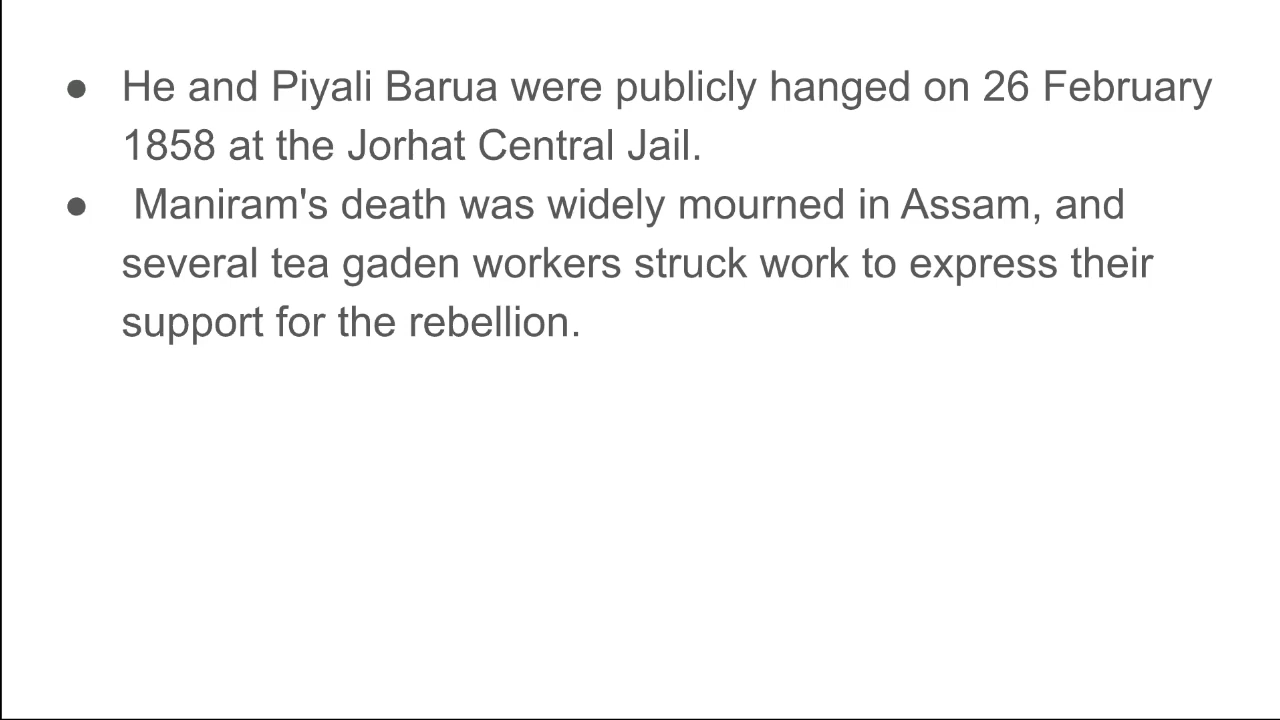 ● He and Piyali Barua were publicly hanged on 26 February
1858 at the Jorhat Central Jail.
● Maniram's death was widely mourned in Assam, and
several tea gaden workers struck work to express their
support for the rebellion.